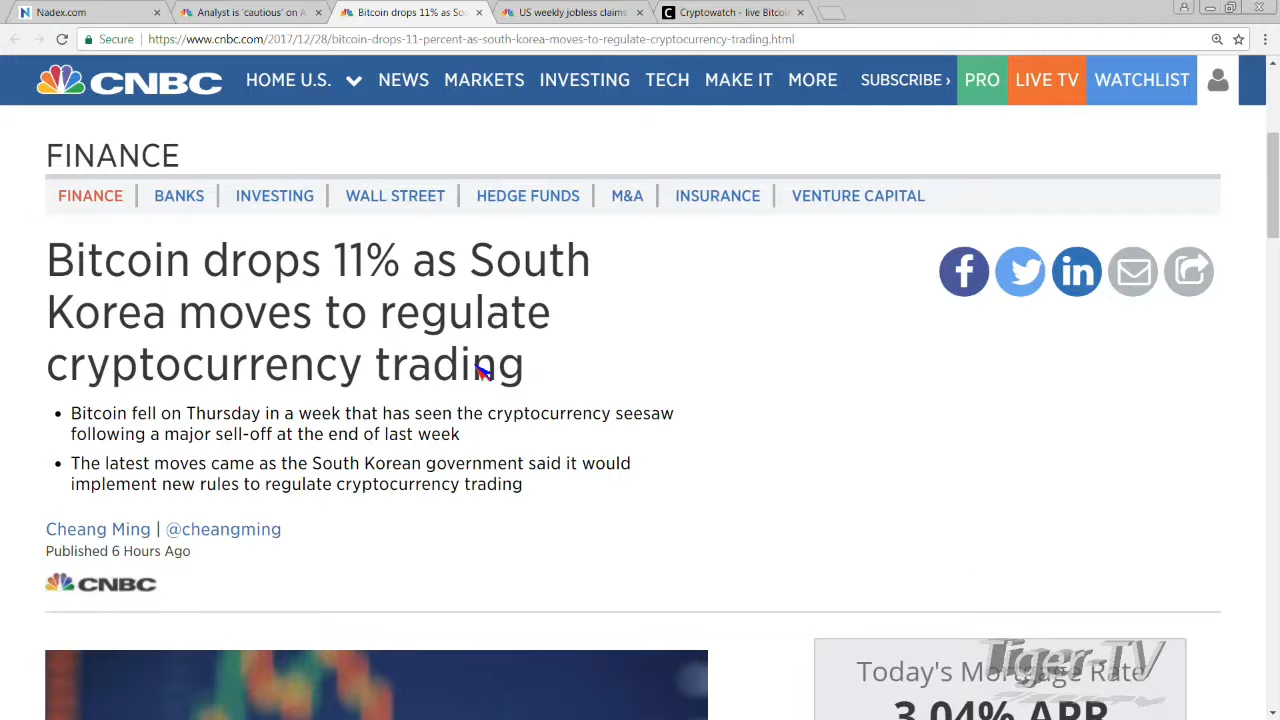 Nadex.com
Analyst is 'cautious' on A
Bitcoin drops 11% as Sou
US weekly jobless claims
Cryptowatch - live Bitcoi
Secure
https://www.cnbc.com/2017/12/28/bitcoin-drops-11-percent-as-south-korea-moves-to-regulate-cryptocurrency-trading.html
CNBC HOME U.S. NEWS MARKETS INVESTING TECH MAKE IT MORE SUBSCRIBE › PRO LIVE TV WATCHLIST
FINANCE
FINANCE BANKS INVESTING WALL STREET HEDGE FUNDS M&A INSURANCE VENTURE CAPITAL
Bitcoin drops 11% as South
Korea moves to regulate
cryptocurrency trading
• Bitcoin fell on Thursday in a week that has seen the cryptocurrency seesaw
following a major sell-off at the end of last week
• The latest moves came as the South Korean government said it would
implement new rules to regulate cryptocurrency trading
Cheang Ming | @cheangming
Published 6 Hours Ago
CNBC
Today's Mortgage Rate
Tiger-TV
3.04% APR